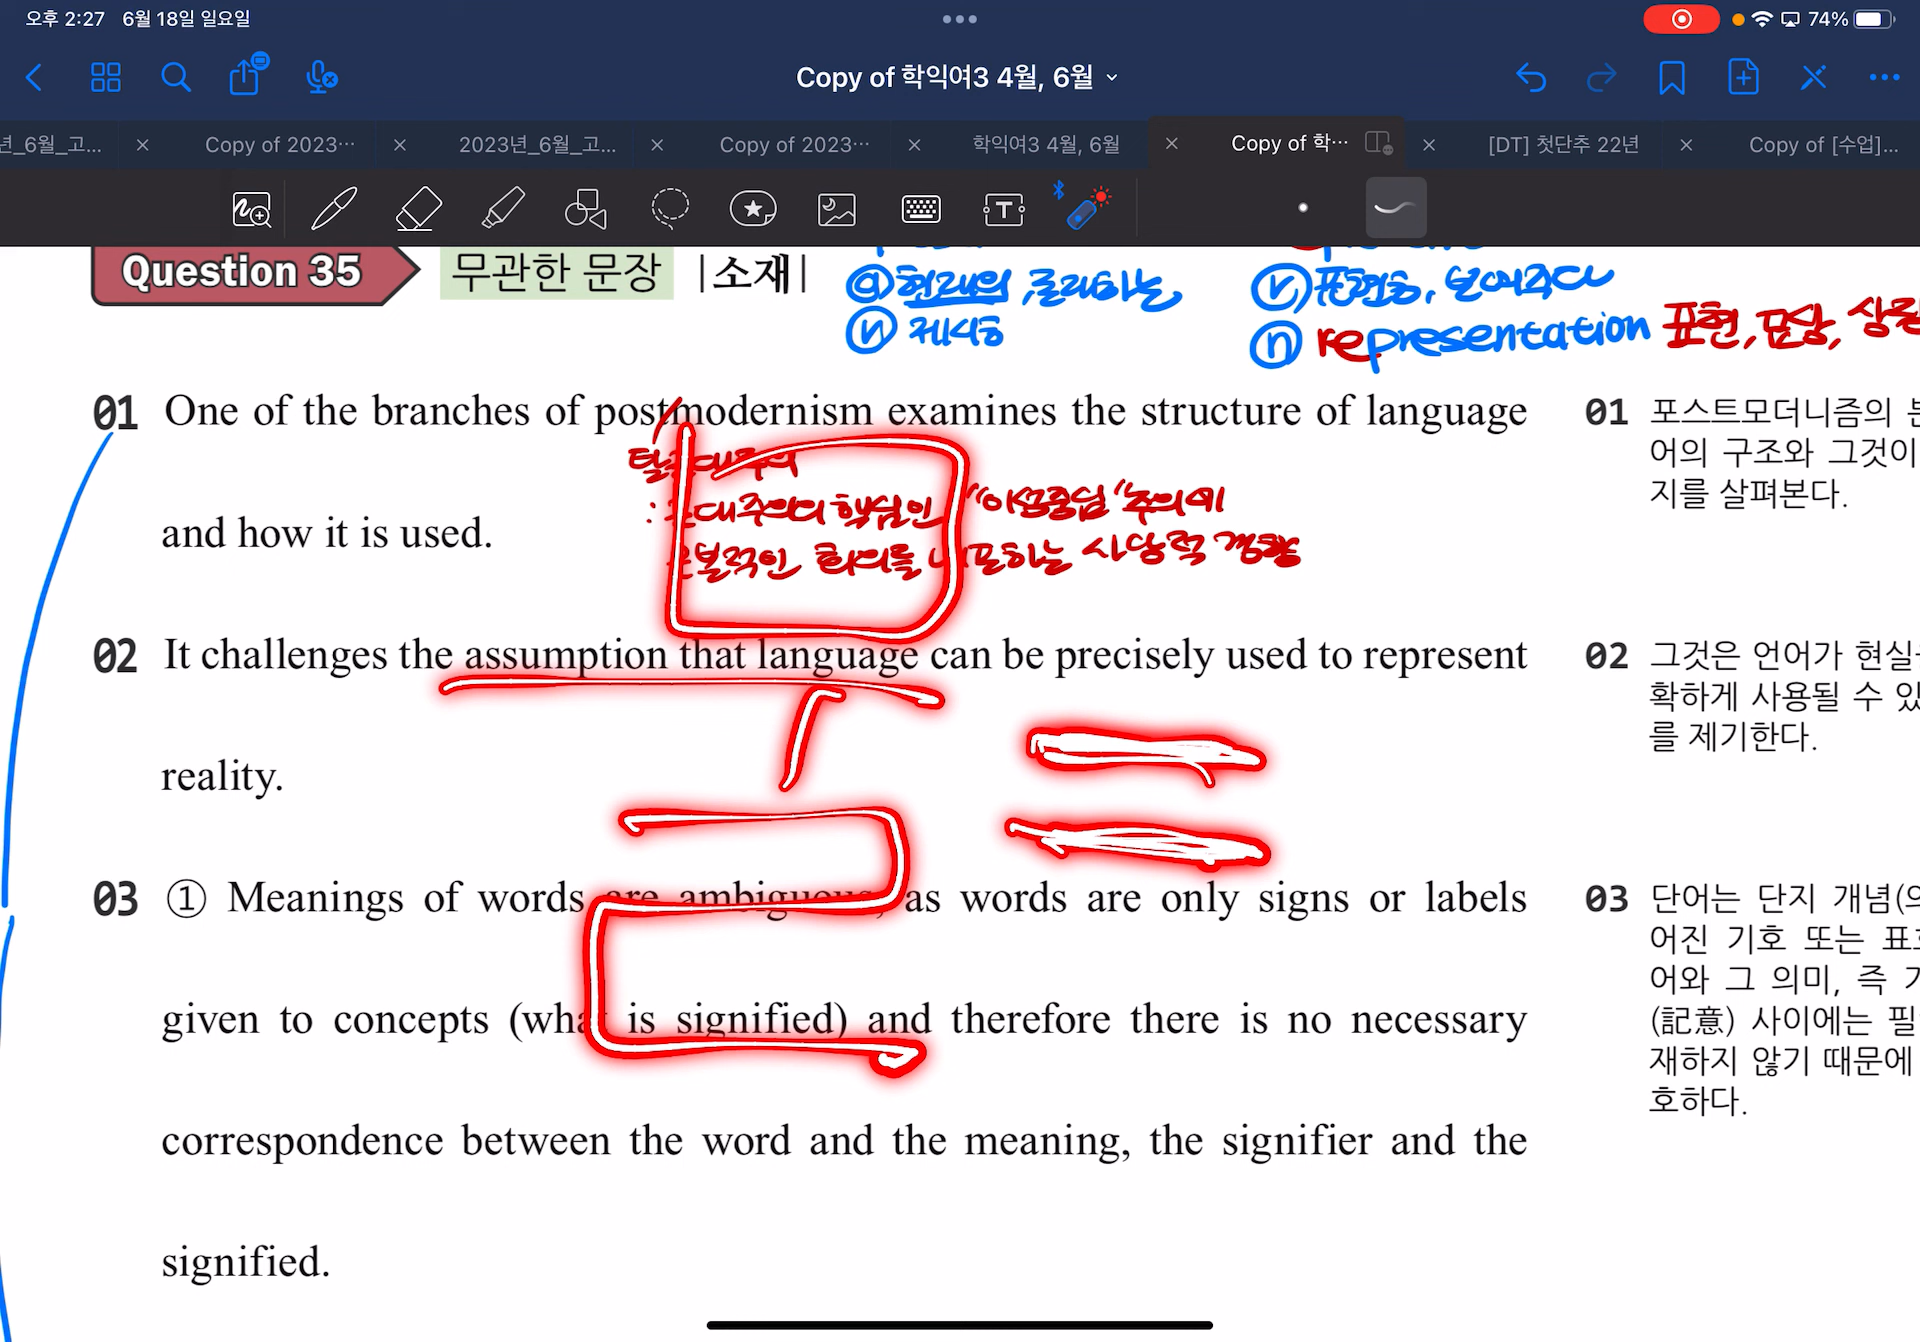 오후 2:27 6월 18일 일요일
74%
Copy of 학익여3 4월, 6월
년_6월_고... Copy of 2023… 2023년_6월_고... Copy of 2023… 학익여3 4월, 6월 Copy of 학… [DT] 첫단추 22년 Copy of [수업]...
Question 35 무관한 문장 |소재|
ⓐ 현재의, 존재하는
ⓝ 제시하
ⓥ 표현하, 보여주다
ⓝ representation 표현, 묘상, 상징
01 One of the branches of postmodernism examines the structure of language
탈근대주의
: 근대주의의 핵심인 "이성중심"주의에
and how it is used.
근본적인 회의를 내포하는 사상적 경향
02 It challenges the assumption that language can be precisely used to represent
reality.
03 ① Meanings of words are ambiguous, as words are only signs or labels
given to concepts (what is signified) and therefore there is no necessary
correspondence between the word and the meaning, the signifier and the
signified.
01 포스트모더니즘의 분
어의 구조와 그것이
지를 살펴본다.
02 그것은 언어가 현실
확하게 사용될 수 있
를 제기한다.
03 단어는 단지 개념(의
어진 기호 또는 표
어와 그 의미, 즉 기
(記意) 사이에는 필
재하지 않기 때문에
호하다.